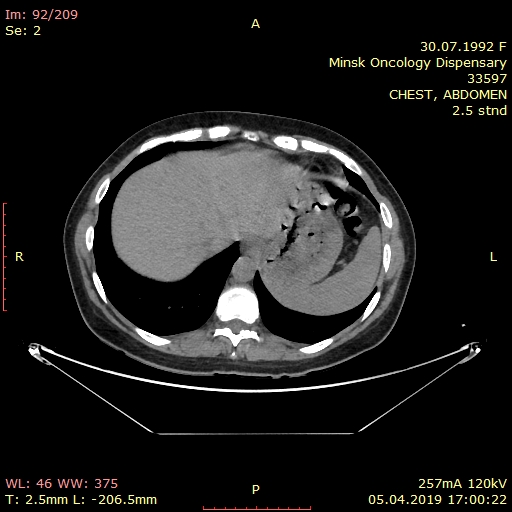 Im: 92/209
Se: 2
A
30.07.1992 F
Minsk Oncology Dispensary
33597
CHEST, ABDOMEN
2.5 stnd
R
L
WL: 46 WW: 375
T: 2.5mm L: -206.5mm
P
257mA 120kV
05.04.2019 17:00:22